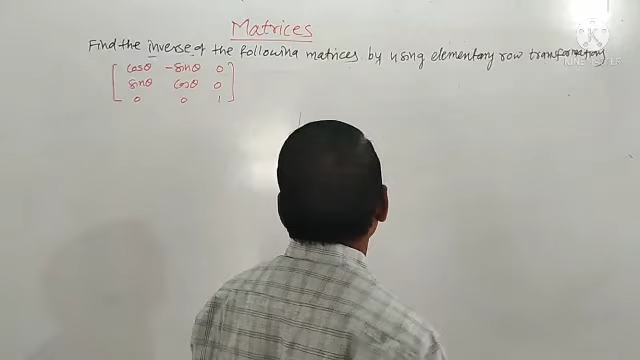 Matrices
Find the inverse of the following matrices by using elementary row transformations
cosθ -sinθ 0
sinθ cosθ 0
0 0 1
KINEMASTER